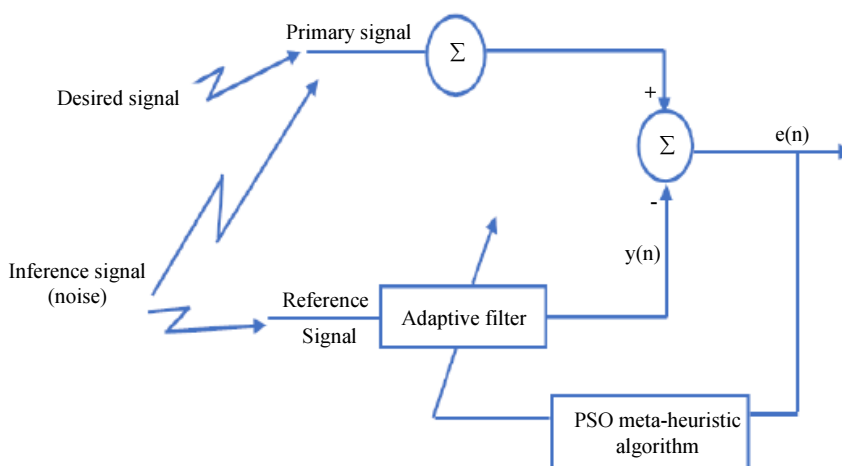 Primary signal
Σ
Desired signal
+
Σ
e(n)
-
y(n)
Inference signal
(noise)
Reference
Signal
Adaptive filter
PSO meta-heuristic
algorithm